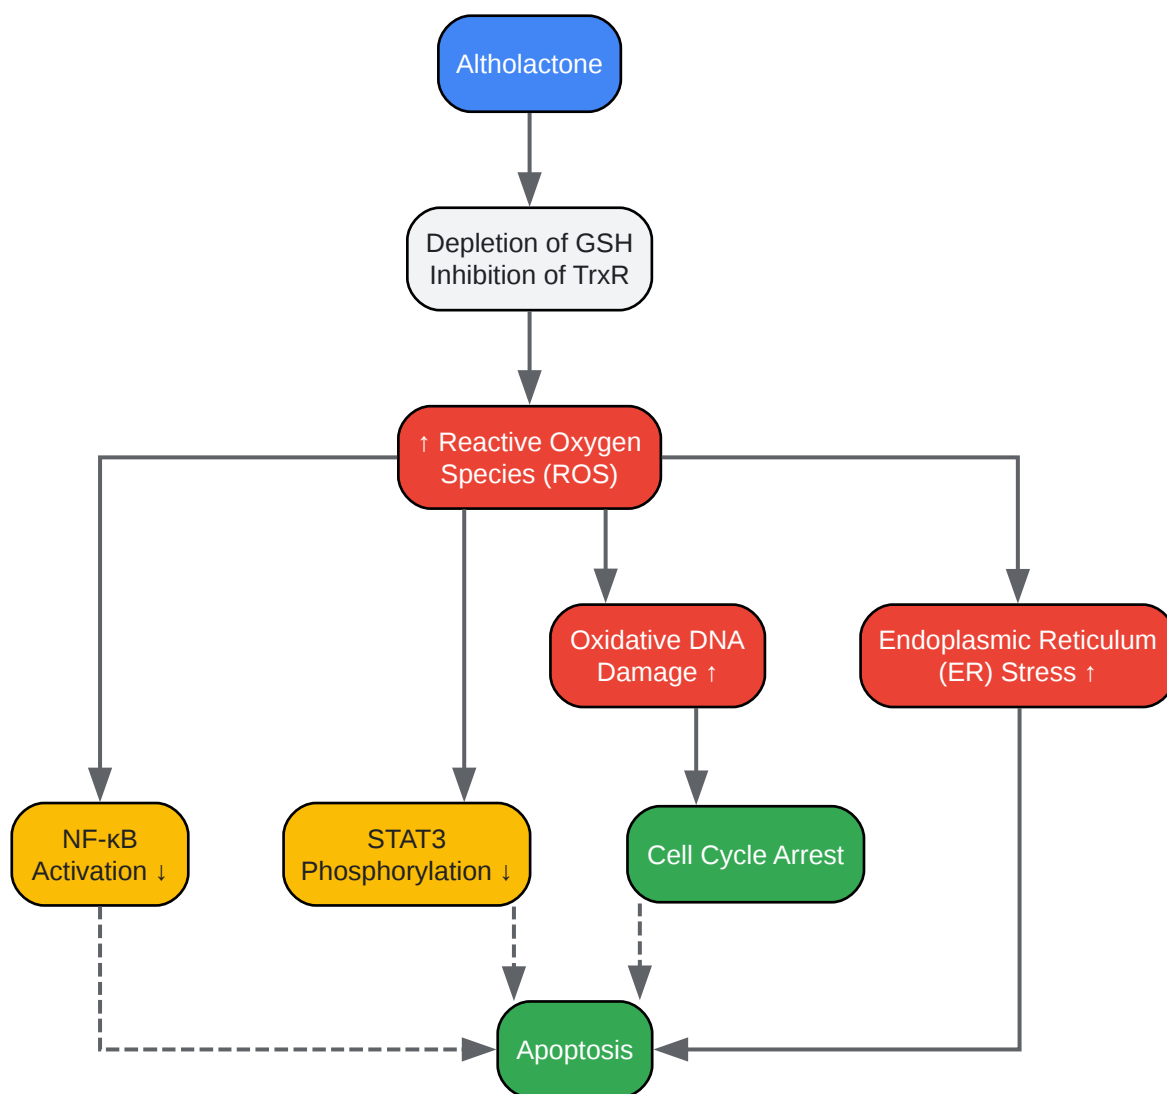 Altholactone
Depletion of GSH
Inhibition of TrxR
↑ Reactive Oxygen
Species (ROS)
Oxidative DNA
Damage ↑
Endoplasmic Reticulum
(ER) Stress ↑
NF-κB
Activation ↓
STAT3
Phosphorylation ↓
Cell Cycle Arrest
Apoptosis